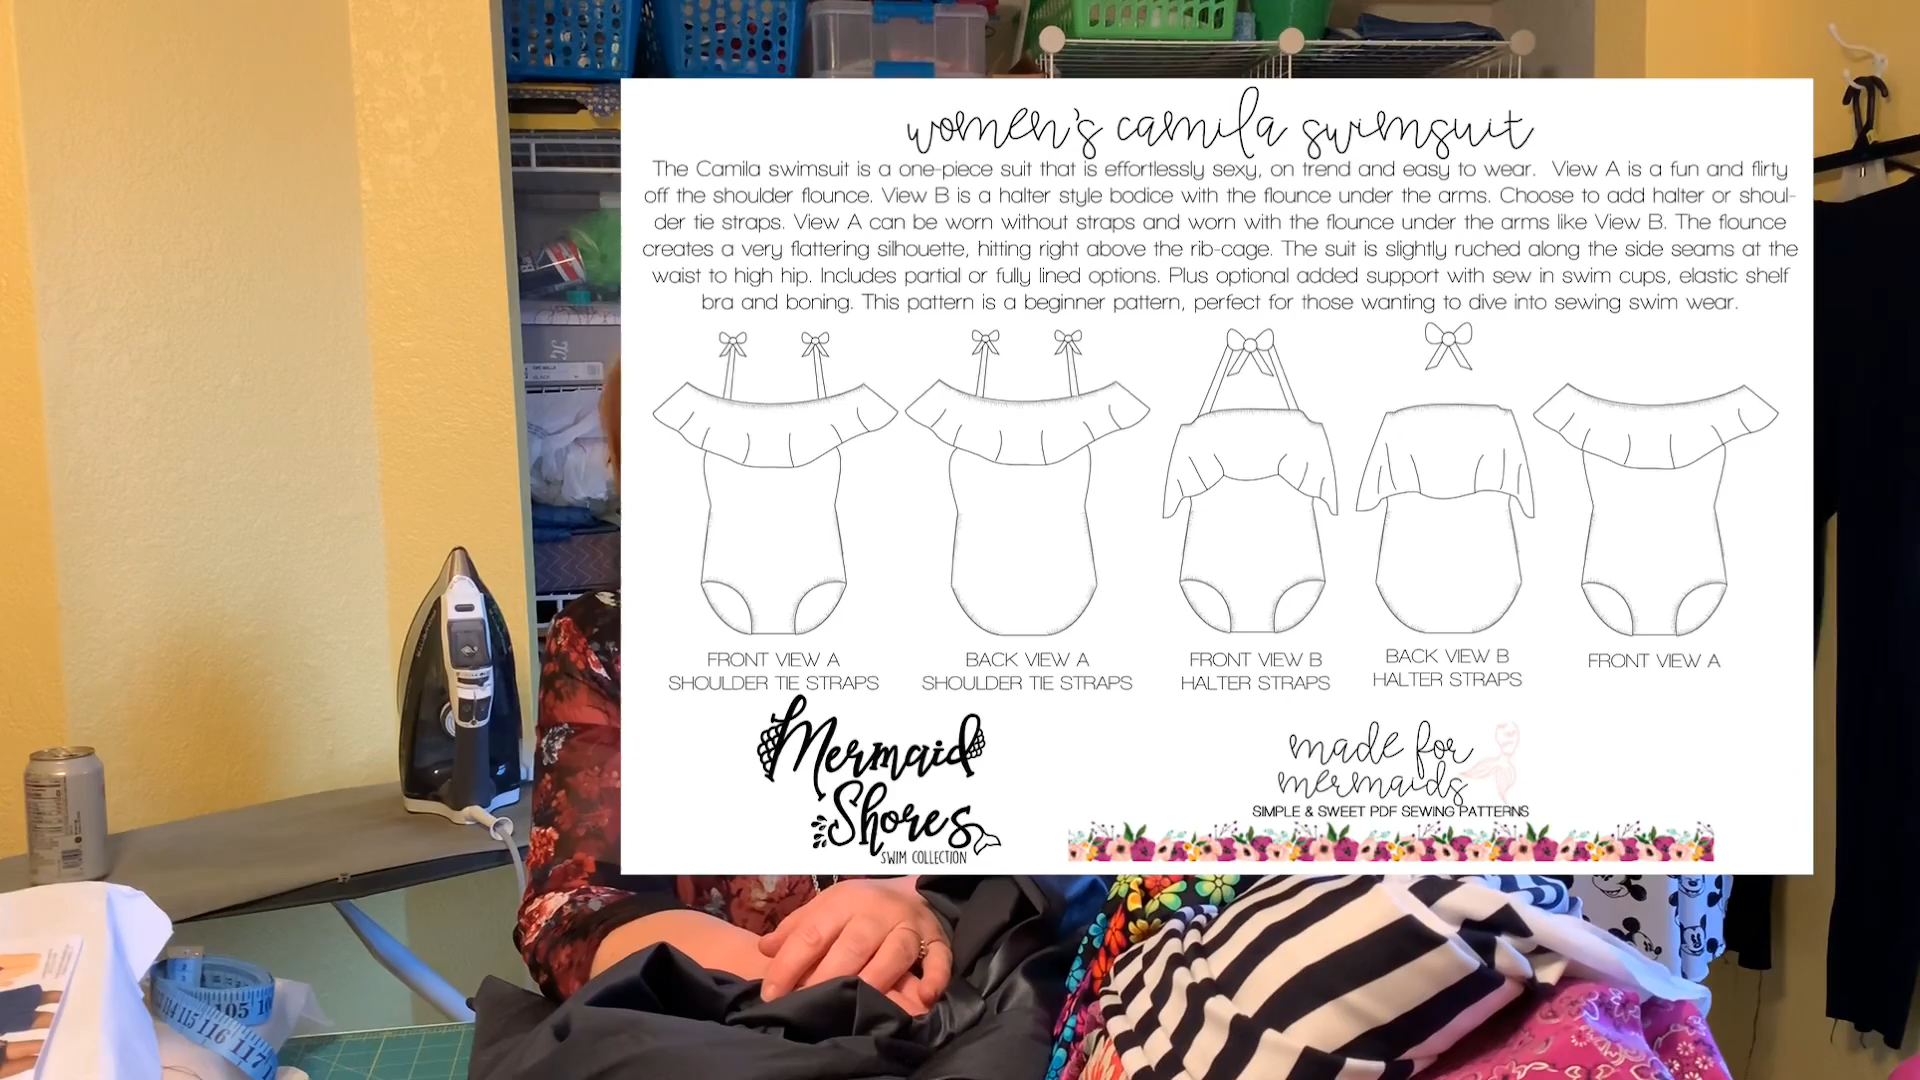 women's camila swimsuit
The Camila swimsuit is a one-piece suit that is effortlessly sexy, on trend and easy to wear. View A is a fun and flirty
off the shoulder flounce. View B is a halter style bodice with the flounce under the arms. Choose to add halter or shoul-
der tie straps. View A can be worn without straps and worn with the flounce under the arms like View B. The flounce
creates a very flattering silhouette, hitting right above the rib-cage. The suit is slightly ruched along the side seams at the
waist to high hip. Includes partial or fully lined options. Plus optional added support with sew in swim cups, elastic shelf
bra and boning. This pattern is a beginner pattern, perfect for those wanting to dive into sewing swim wear.
FRONT VIEW A
SHOULDER TIE STRAPS
BACK VIEW A
SHOULDER TIE STRAPS
FRONT VIEW B
HALTER STRAPS
BACK VIEW B
HALTER STRAPS
FRONT VIEW A
Mermaid
Shores
SWIM COLLECTION
made for
mermaids
SIMPLE & SWEET PDF SEWING PATTERNS
105
114 115 116 117